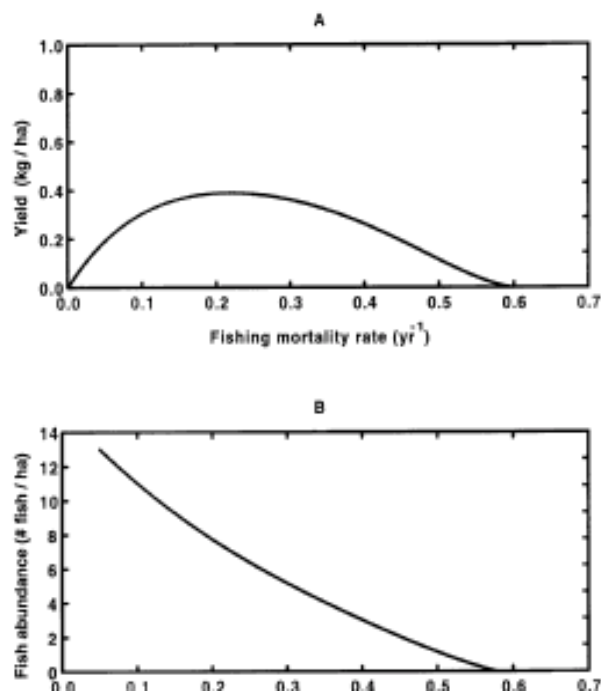 A
1.0
0.8
0.6
0.4
0.2
0.0
Yield (kg / ha)
0.0 0.1 0.2 0.3 0.4 0.5 0.6 0.7
Fishing mortality rate (yr⁻¹)
B
14
12
10
8
6
4
2
0
Fish abundance (# fish / ha)
0.0 0.1 0.2 0.3 0.4 0.5 0.6 0.7